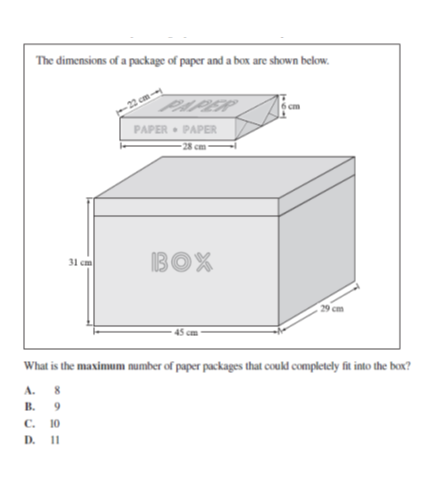 The dimensions of a package of paper and a box are shown below.
22 cm
PAPER
6 cm
PAPER • PAPER
28 cm
31 cm
BOX
29 cm
45 cm
What is the maximum number of paper packages that could completely fit into the box?
A. 8
B. 9
C. 10
D. 11